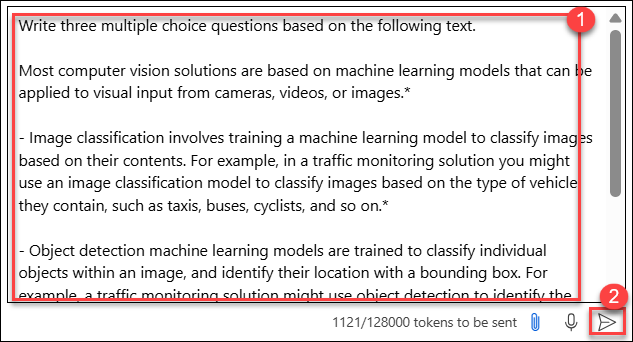 Write three multiple choice questions based on the following text.
1
Most computer vision solutions are based on machine learning models that can be
applied to visual input from cameras, videos, or images.*
- Image classification involves training a machine learning model to classify images
based on their contents. For example, in a traffic monitoring solution you might
use an image classification model to classify images based on the type of vehicle
they contain, such as taxis, buses, cyclists, and so on.*
- Object detection machine learning models are trained to classify individual
objects within an image, and identify their location with a bounding box. For
example, a traffic monitoring solution might use object detection to identify the
2
1121/128000 tokens to be sent